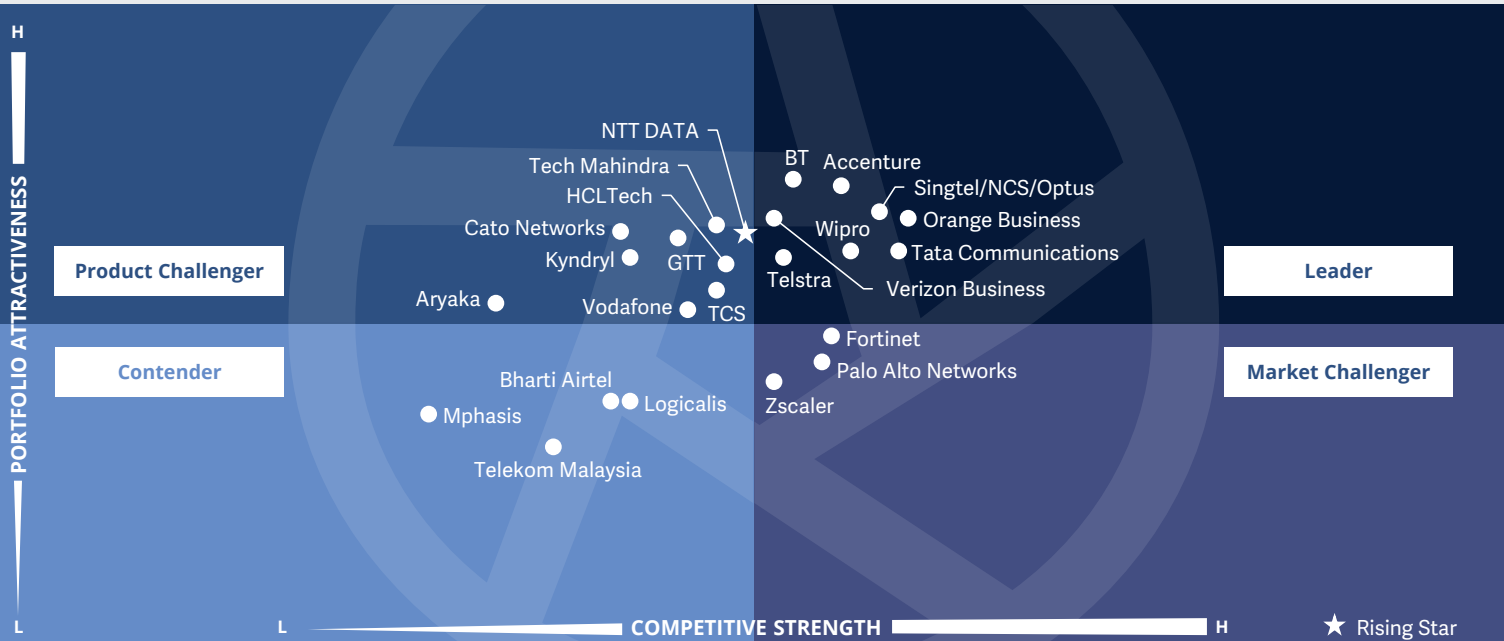 H
PORTFOLIO ATTRACTIVENESS
L
NTT DATA
Tech Mahindra
HCLTech
Cato Networks
GTT
Kyndryl
Aryaka
Vodafone
TCS
BT
Accenture
Singtel/NCS/Optus
Orange Business
Wipro
Tata Communications
Telstra
Verizon Business
Product Challenger
Leader
Contender
Market Challenger
Fortinet
Palo Alto Networks
Zscaler
Bharti Airtel
Logicalis
Mphasis
Telekom Malaysia
L
COMPETITIVE STRENGTH
H
Rising Star